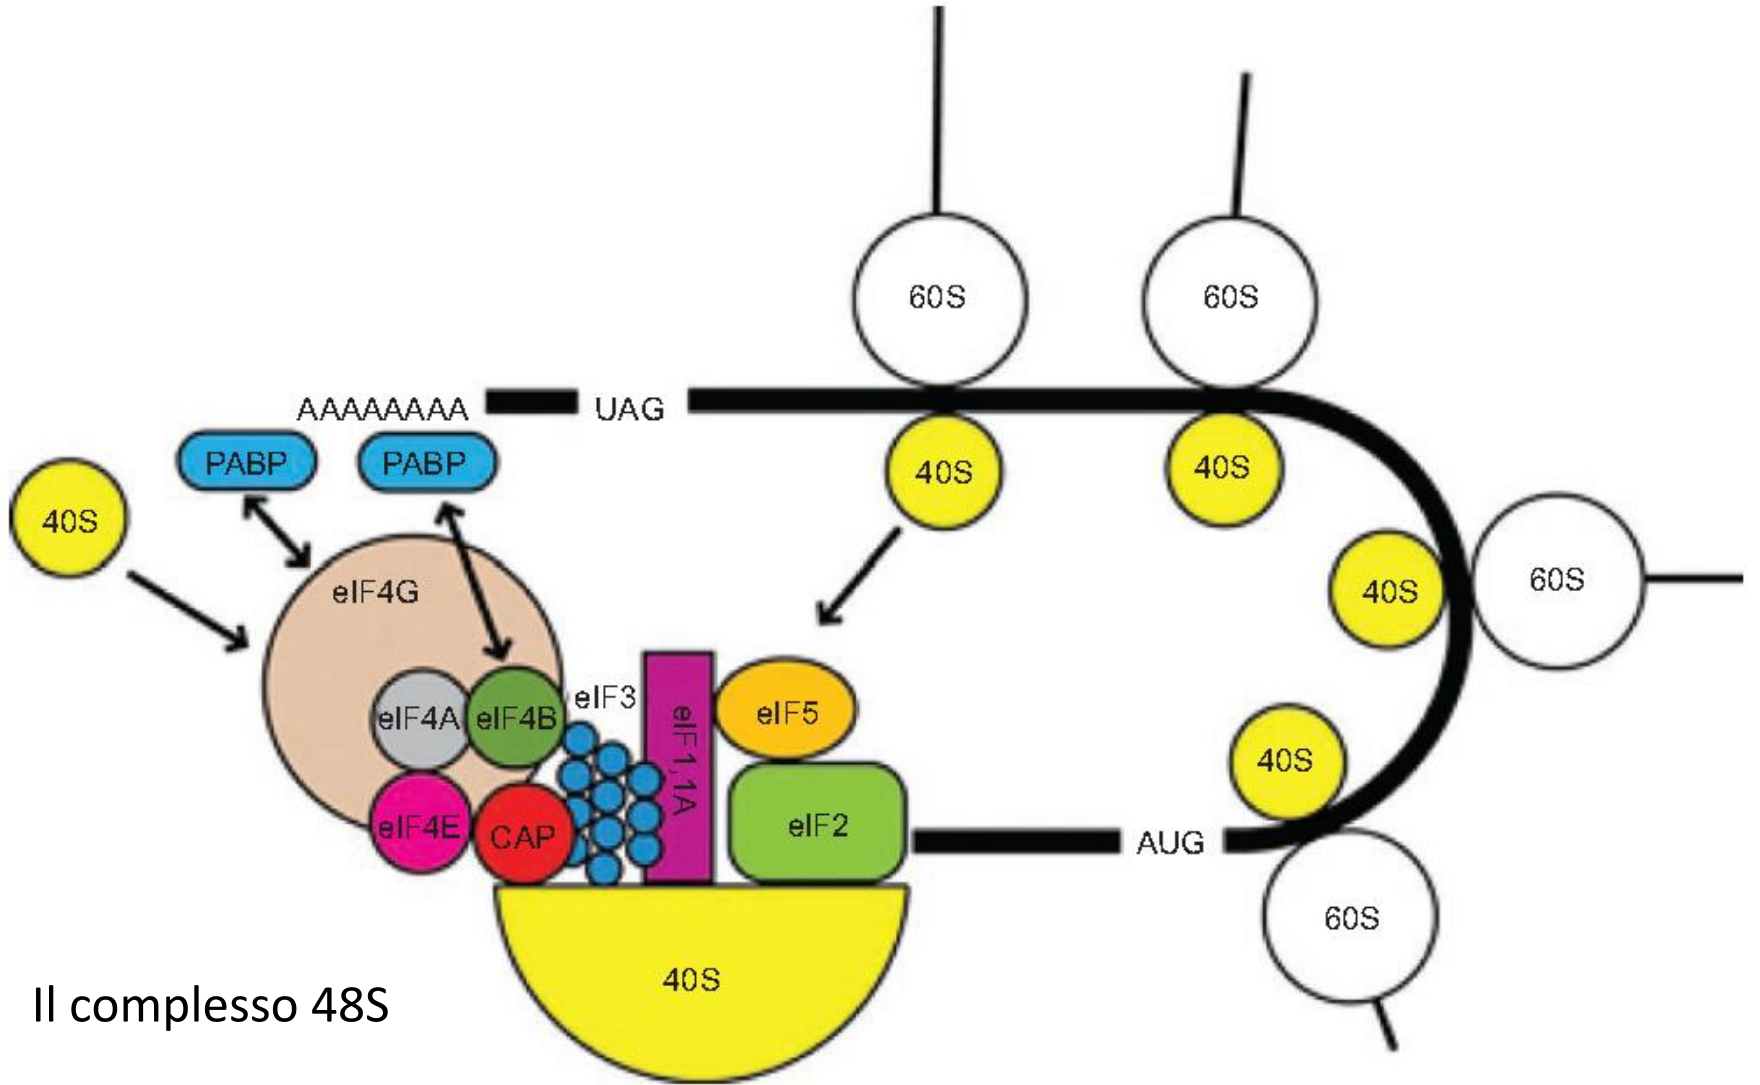 60S
60S
AAAAAAAA
UAG
PABP
PABP
40S
40S
40S
40S
60S
eIF4G
eIF3
eIF4A
eIF4B
eIF1,1A
eIF5
40S
eIF4E
CAP
eIF2
AUG
60S
40S
Il complesso 48S